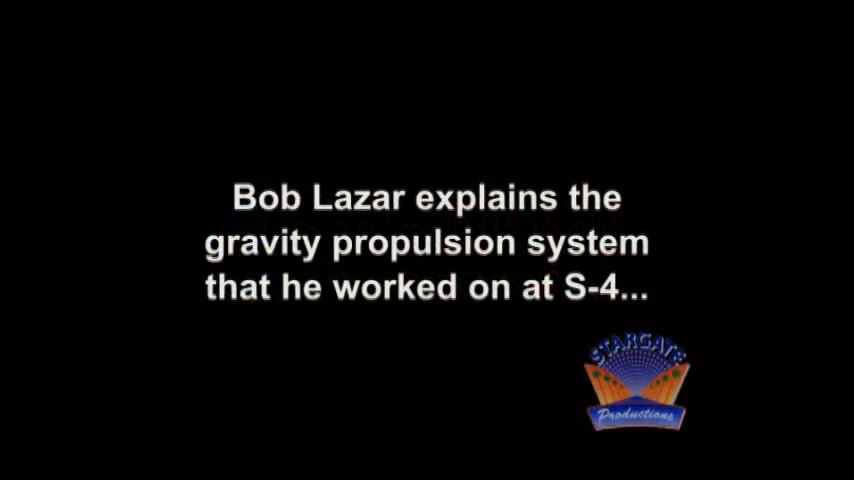 Bob Lazar explains the
gravity propulsion system
that he worked on at S-4...
STARGATE
Productions